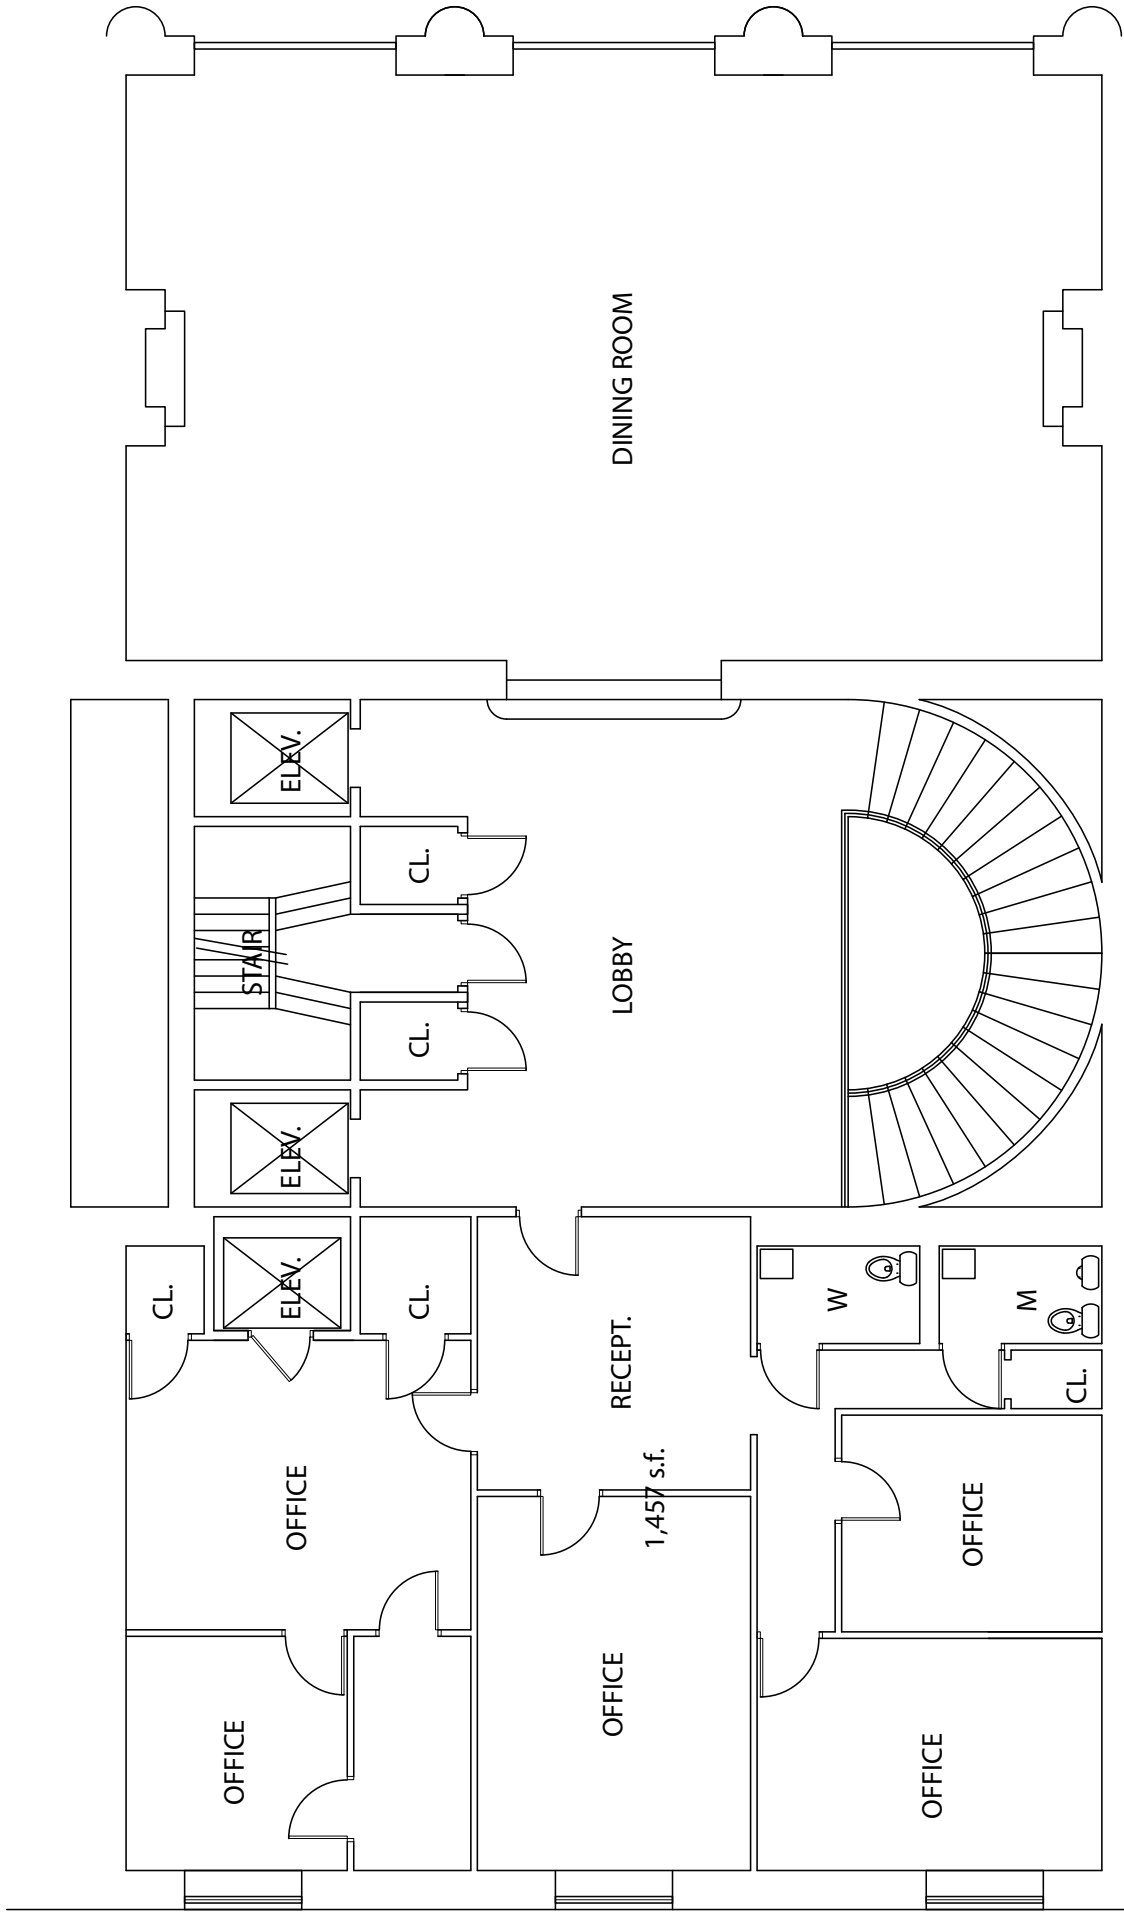 DINING ROOM
ELEV.
CL.
STAIR
LOBBY
CL.
ELEV.
CL.
ELEV.
CL.
W
M
RECEPT.
CL.
1,457 s.f.
OFFICE
OFFICE
OFFICE
OFFICE
OFFICE